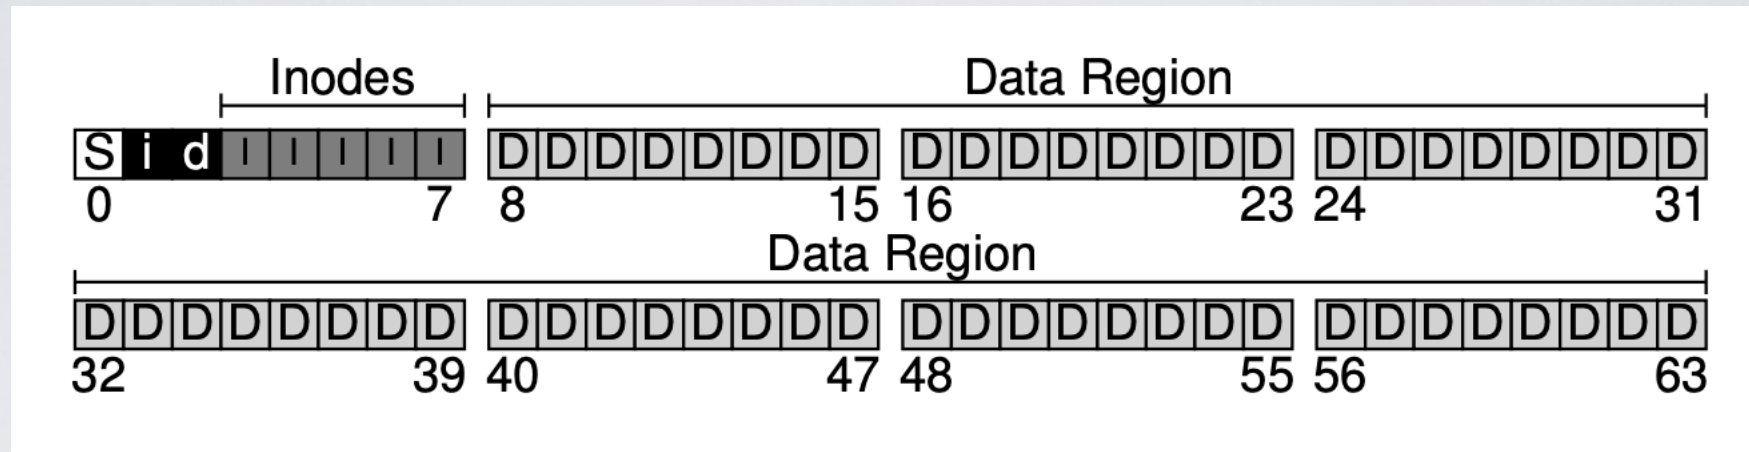 Inodes Data Region
S i d I I I I I D D D D D D D D D D D D D D D D D D D D D D D D
0 7 8 15 16 23 24 31
Data Region
D D D D D D D D D D D D D D D D D D D D D D D D D D D D D D D D
32 39 40 47 48 55 56 63